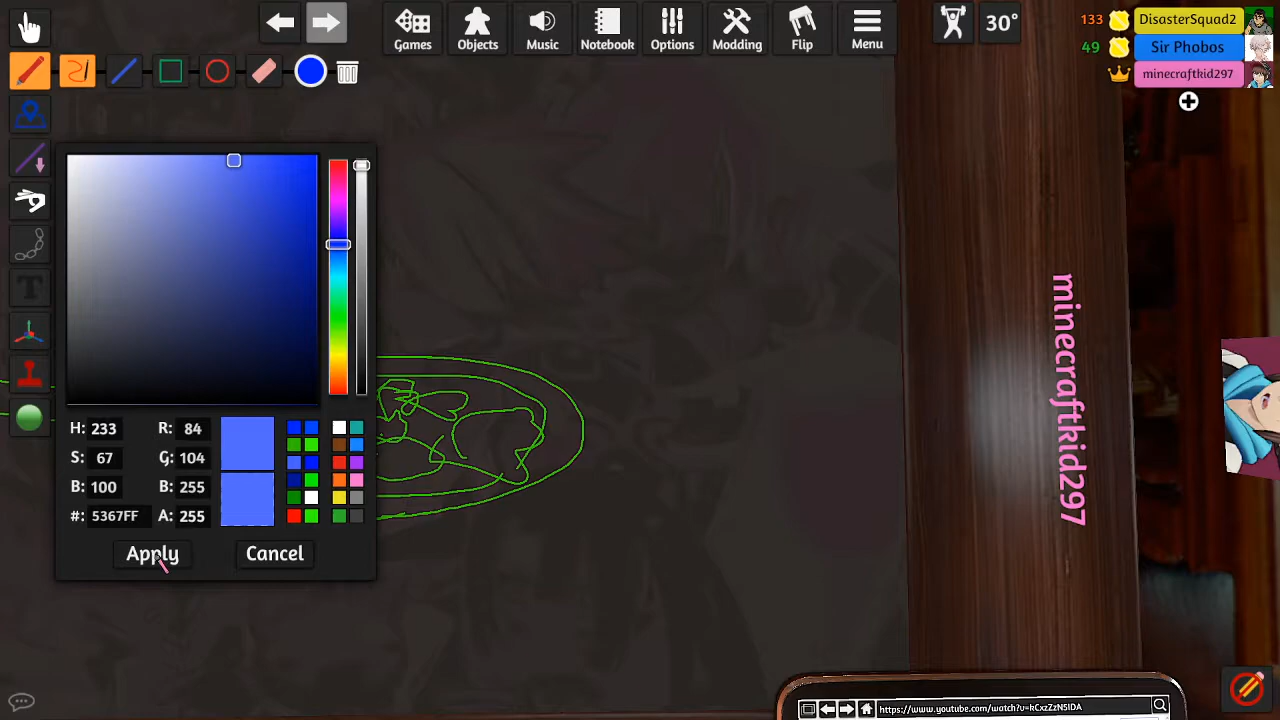 Games Objects Music Notebook Options Modding Flip Menu
30°
133 DisasterSquad2
49 Sir Phobos
minecraftkid297
minecraftkid297
H: 233 R: 84
S: 67 G: 104
B: 100 B: 255
#: 5367FF A: 255
Apply Cancel
T
https://www.youtube.com/watch?v=kCxzZzNSIDA